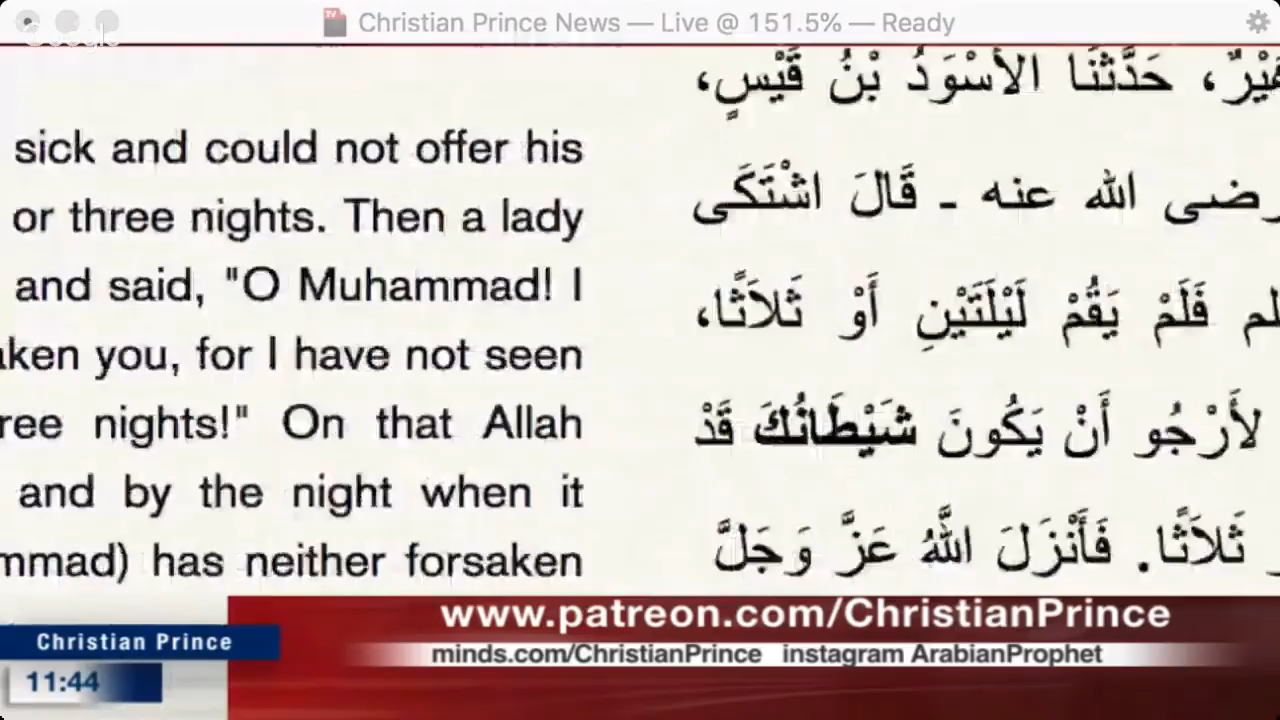 Christian Prince News — Live @ 151.5% — Ready
Google
sick and could not offer his
or three nights. Then a lady
and said, "O Muhammad! I
ken you, for I have not seen
ree nights!" On that Allah
and by the night when it
mmad) has neither forsaken
حَدَّثَنَا الأَسْوَدُ بْنُ قَيْسٍ،
الله عنه ـ قَالَ اشْتَكَى
فَلَمْ يَقُمْ لَيْلَتَيْنِ أَوْ ثَلاَثًا،
لأَرْجُو أَنْ يَكُونَ شَيْطَانُكَ قَدْ
ثَلاَثًا. فَأَنْزَلَ اللَّهُ عَزَّ وَجَلَّ
www.patreon.com/ChristianPrince
Christian Prince
minds.com/ChristianPrince instagram ArabianProphet
11:44